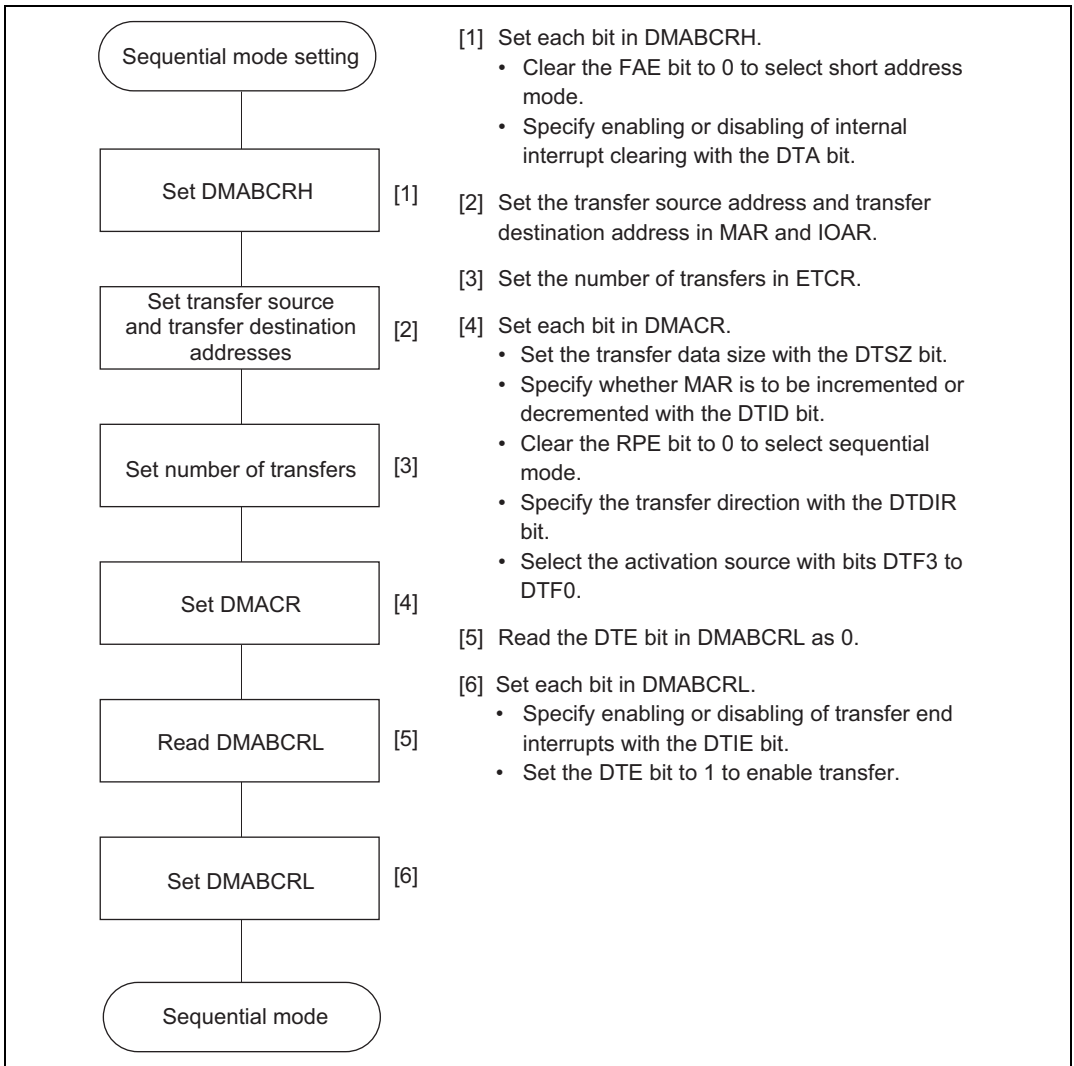 Sequential mode setting
Set DMABCRH
[1]
Set transfer source
and transfer destination
addresses
[2]
Set number of transfers
[3]
Set DMACR
[4]
Read DMABCRL
[5]
Set DMABCRL
[6]
Sequential mode
[1] Set each bit in DMABCRH.
• Clear the FAE bit to 0 to select short address
mode.
• Specify enabling or disabling of internal
interrupt clearing with the DTA bit.
[2] Set the transfer source address and transfer
destination address in MAR and IOAR.
[3] Set the number of transfers in ETCR.
[4] Set each bit in DMACR.
• Set the transfer data size with the DTSZ bit.
• Specify whether MAR is to be incremented or
decremented with the DTID bit.
• Clear the RPE bit to 0 to select sequential
mode.
• Specify the transfer direction with the DTDIR
bit.
• Select the activation source with bits DTF3 to
DTF0.
[5] Read the DTE bit in DMABCRL as 0.
[6] Set each bit in DMABCRL.
• Specify enabling or disabling of transfer end
interrupts with the DTIE bit.
• Set the DTE bit to 1 to enable transfer.